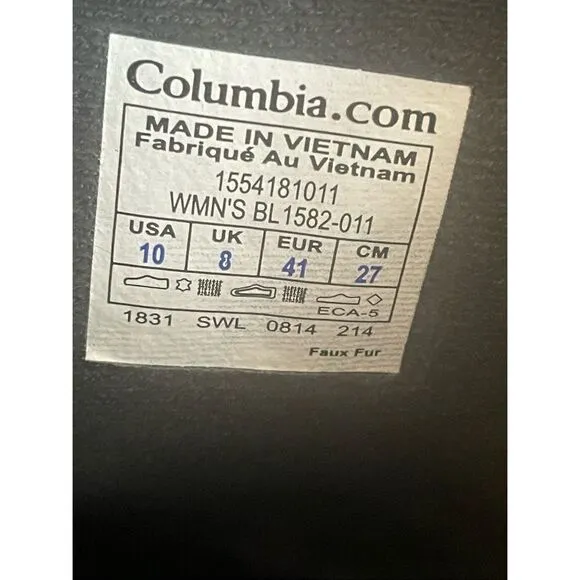 Columbia.com
MADE IN VIETNAM
Fabriqué Au Vietnam
1554181011
WMN'S BL1582-011
USA UK EUR CM
10 8 41 27
ECA-5
1831 SWL 0814 214
Faux Fur